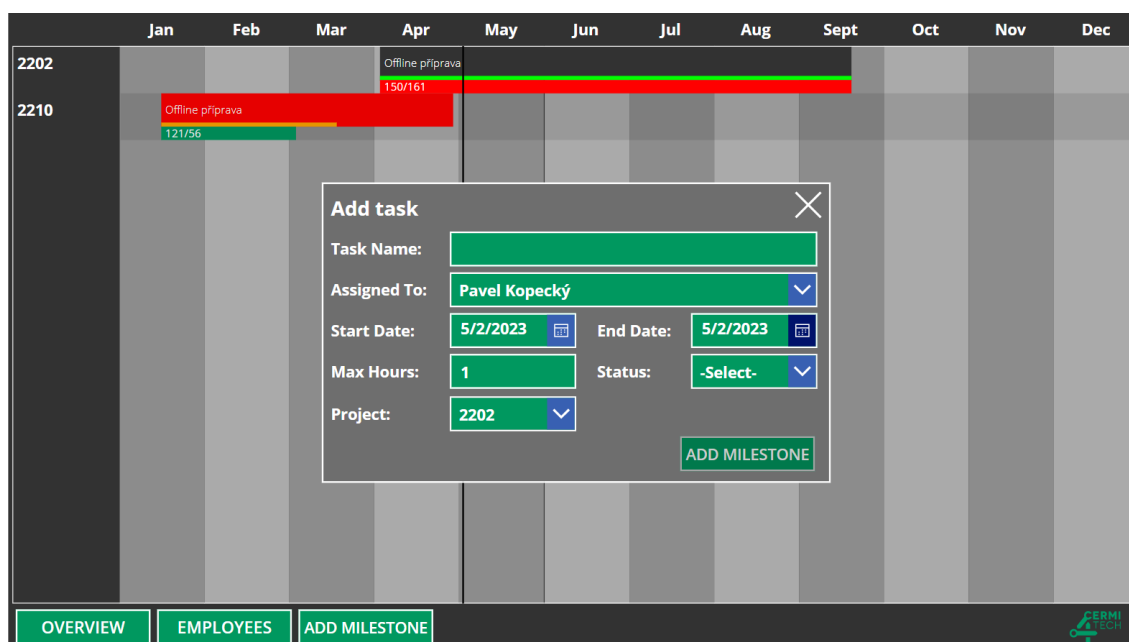 Jan Feb Mar Apr May Jun Jul Aug Sept Oct Nov Dec
2202
Offline příprava
150/161
2210
Offline příprava
121/56
Add task
Task Name:
Assigned To: Pavel Kopecký
Start Date: 5/2/2023 End Date: 5/2/2023
Max Hours: 1 Status: -Select-
Project: 2202
ADD MILESTONE
OVERVIEW EMPLOYEES ADD MILESTONE
CERMI
TECH